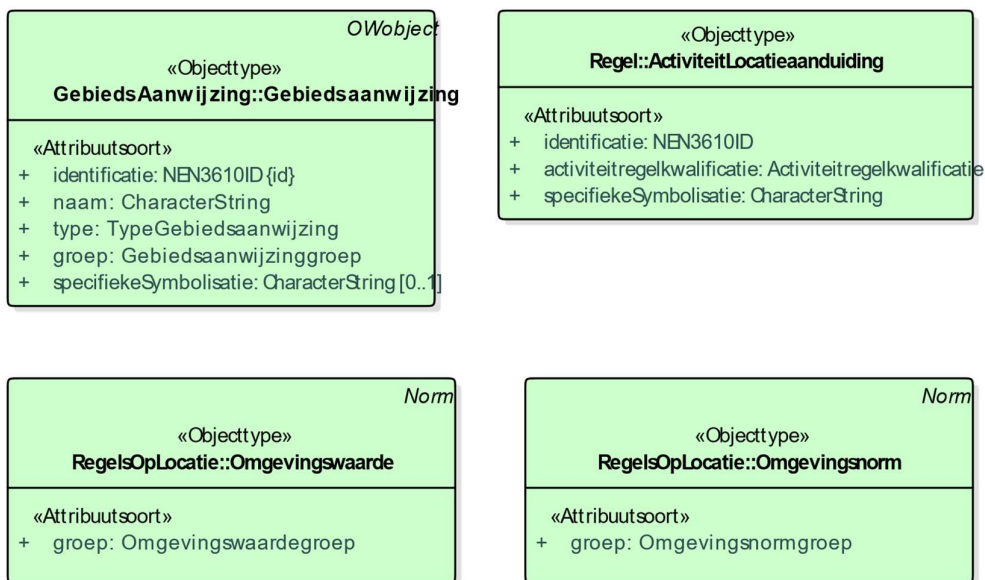 OWobject
«Objecttype»
GebiedsAanwijzing::Gebiedsaanwijzing
«Attribuutsoort»
+ identificatie: NEN3610ID {id}
+ naam: CharacterString
+ type: TypeGebiedsaanwijzing
+ groep: Gebiedsaanwijzinggroep
+ specifiekeSymbolisatie: CharacterString [0..1]
«Objecttype»
Regel::ActiviteitLocatieaanduiding
«Attribuutsoort»
+ identificatie: NEN3610ID
+ activiteitregelkwalificatie: Activiteitregelkwalificatie
+ specifiekeSymbolisatie: CharacterString
Norm
«Objecttype»
RegelsOpLocatie::Omgevingswaarde
«Attribuutsoort»
+ groep: Omgevingswaardegroep
Norm
«Objecttype»
RegelsOpLocatie::Omgevingsnorm
«Attribuutsoort»
+ groep: Omgevingsnormgroep